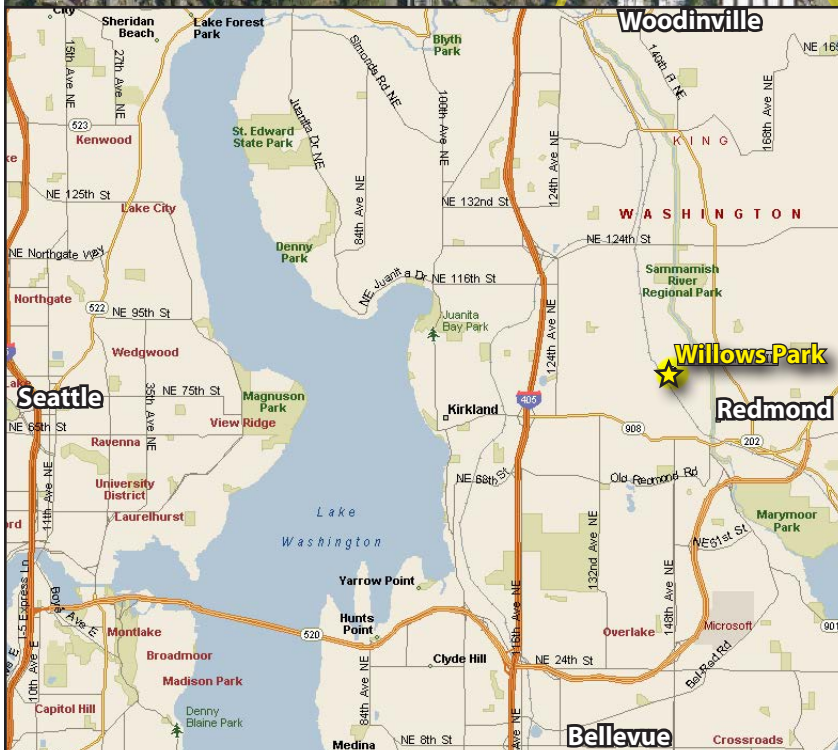 City
Sheridan
Beach
Lake Forest
Park
Woodinville
15th Ave NE
27th Ave NE
Simonds Rd NE
Blyth
Park
100th Ave NE
NE 165
168th Ave NE
523
Kenwood
St. Edward
State Park
Juanita Dr NE
124th Ave NE
KING
NE 125th St
Lake City
84th Ave NE
NE 132nd St
WASHINGTON
NE Northgate Way
Denny
Park
NE 124th St
NE Juanita Dr
NE 116th St
Sammamish
River
Regional Park
Northgate
522
NE 95th St
Juanita
Bay Park
124th Ave NE
Wedgwood
Willows Park
35th Ave NE
Lake
Seattle
NE 75th St
Magnuson
Park
405
Kirkland
Redmond
NE 65th St
View Ridge
908
202
Ravenna
11th Ave NE
University
District
NE 68th St
Old Redmond Rd
Laurelhurst
Lake
Washington
Marymoor
Park
NE 51st St
132nd Ave NE
148th Ave NE
I-5 Express Ln
Boyer Ave E
Yarrow Point
116th Ave NE
520
Hunts
Point
Montlake
Overlake
Microsoft
901
Broadmoor
Clyde Hill
NE 24th St
Bel-Red Rd
10th Ave E
Madison Park
84th Ave NE
Capitol Hill
Denny
Blaine Park
Ave NE
NE 8th St
Medina
Bellevue
Crossroads